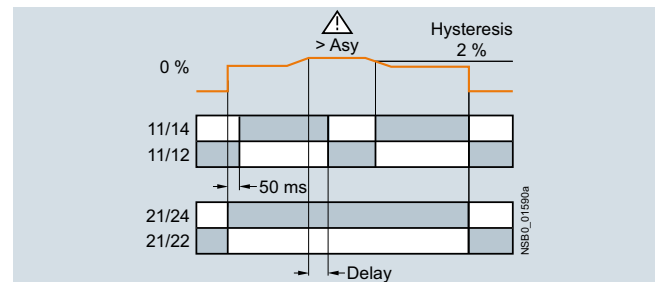 Hysteresis
> Asy
2 %
0 %
11/14
11/12
50 ms
21/24
21/22
Delay
NSB0_01590a